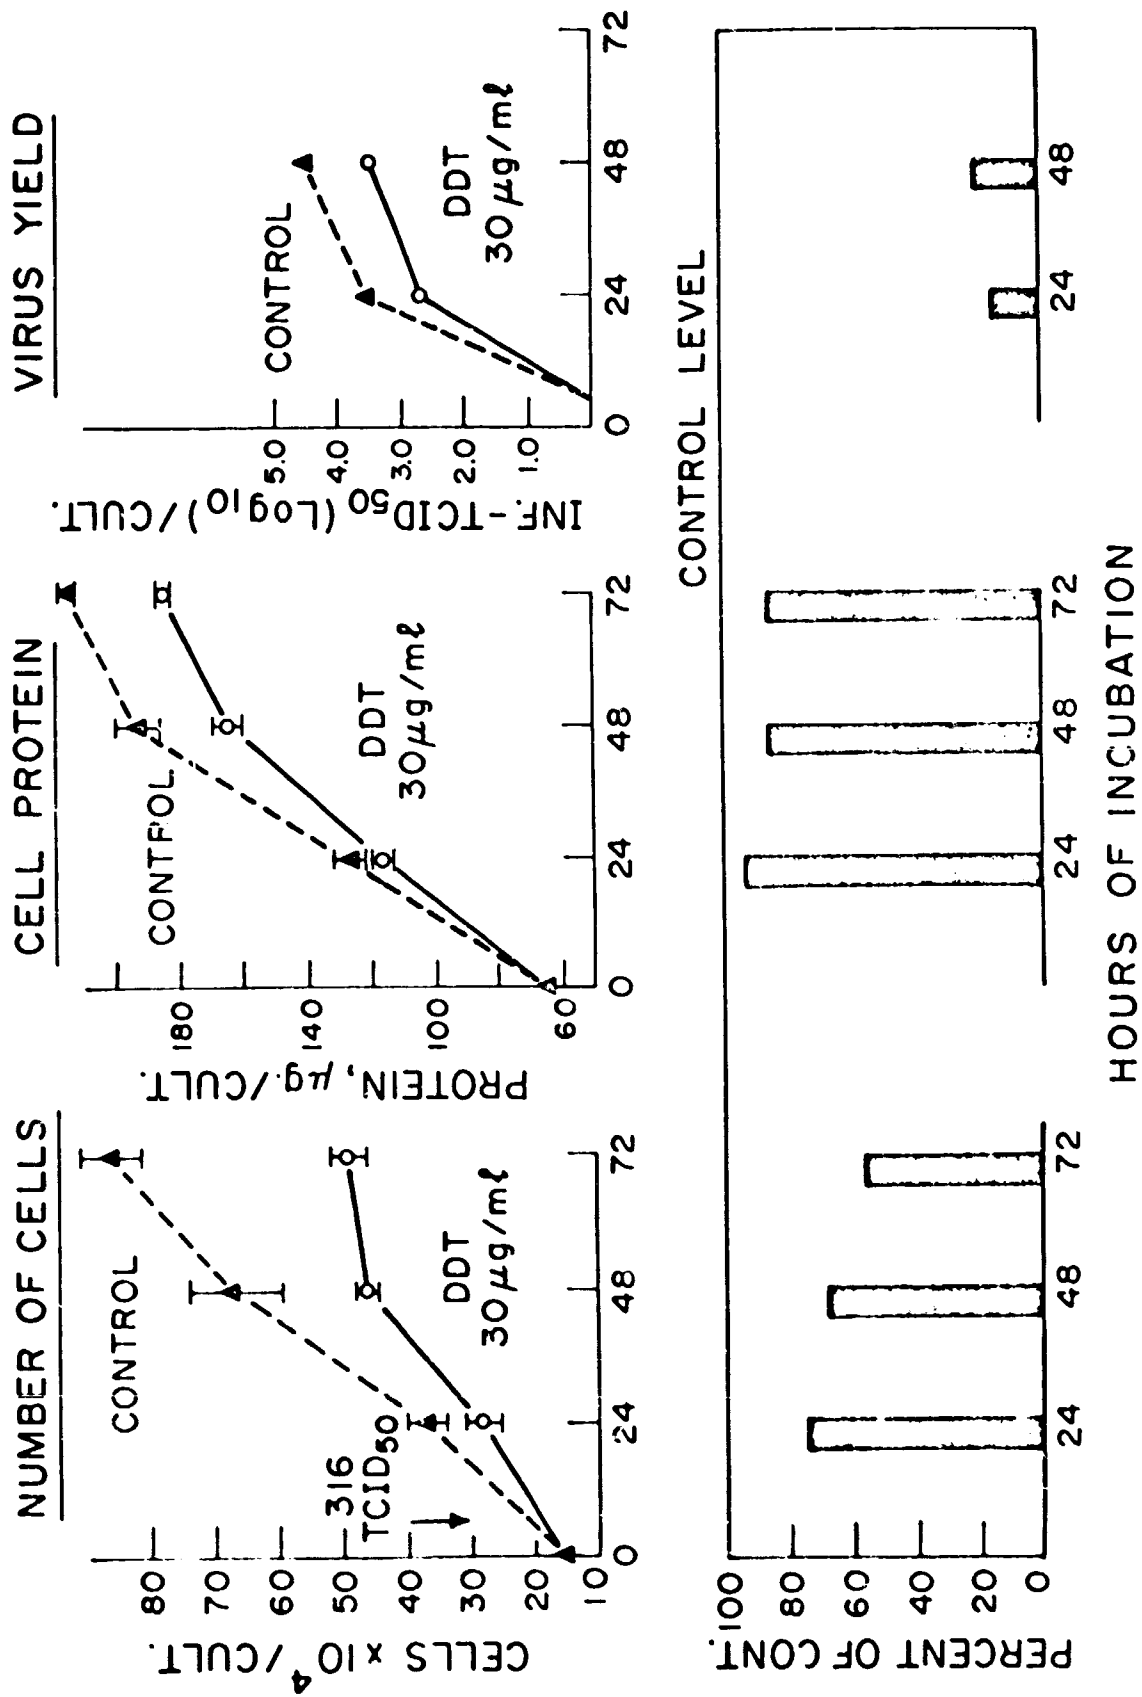 NUMBER OF CELLS
CELL PROTEIN
VIRUS YIELD
CELLS x10⁴/CULT.
80
70
60
50
40
30
20
10
CONTROL
316
TCID50
DDT
30 µg/ml
0
24
48
72
PROTEIN, µg./CULT.
180
140
100
60
CONTROL
DDT
30 µg/ml
0
24
48
72
INF.-TCID50 (Log10)/CULT.
5.0
4.0
3.0
2.0
1.0
CONTROL
DDT
30 µg/ml
0
24
48
72
PERCENT OF CONT.
100
80
60
40
20
0
CONTROL LEVEL
24
48
72
24
48
72
24
48
HOURS OF INCUBATION